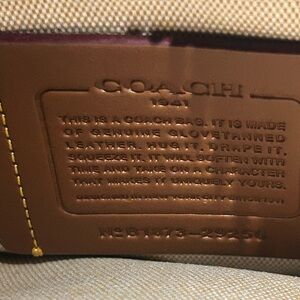 COACH
1941
THIS IS A COACH BAG. IT IS MADE
OF GENUINE GLOVETANNED
LEATHER. HUG IT. DRAPE IT.
SQUEEZE IT. IT WILL SOFTEN WITH
TIME AND TAKE ON A CHARACTER
THAT MAKES IT UNIQUELY YOURS.